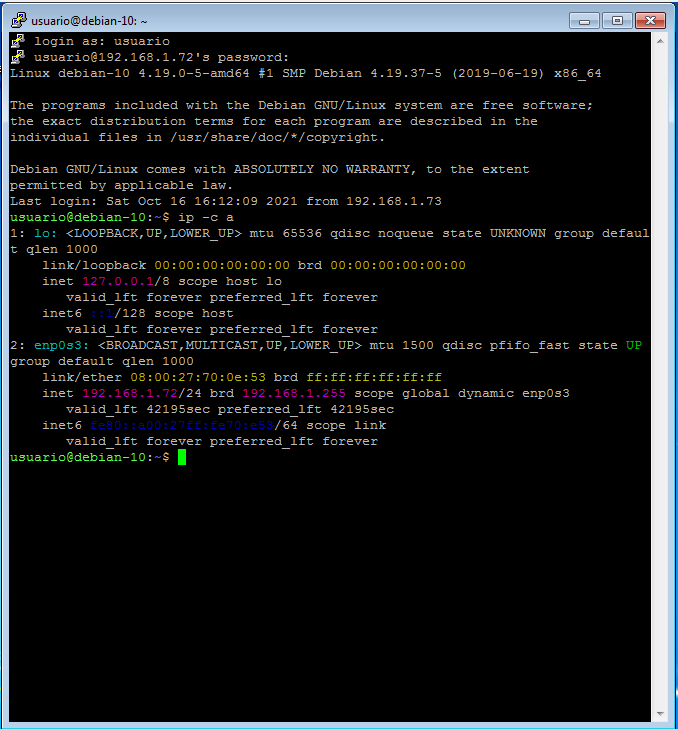 usuario@debian-10: ~
login as: usuario
usuario@192.168.1.72's password:
Linux debian-10 4.19.0-5-amd64 #1 SMP Debian 4.19.37-5 (2019-06-19) x86_64
The programs included with the Debian GNU/Linux system are free software;
the exact distribution terms for each program are described in the
individual files in /usr/share/doc/*/copyright.
Debian GNU/Linux comes with ABSOLUTELY NO WARRANTY, to the extent
permitted by applicable law.
Last login: Sat Oct 16 16:12:09 2021 from 192.168.1.73
usuario@debian-10:~$ ip -c a
1: lo: <LOOPBACK,UP,LOWER_UP> mtu 65536 qdisc noqueue state UNKNOWN group defaul
t qlen 1000
link/loopback 00:00:00:00:00:00 brd 00:00:00:00:00:00
inet 127.0.0.1/8 scope host lo
valid_lft forever preferred_lft forever
inet6 ::1/128 scope host
valid_lft forever preferred_lft forever
2: enp0s3: <BROADCAST,MULTICAST,UP,LOWER_UP> mtu 1500 qdisc pfifo_fast state UP
group default qlen 1000
link/ether 08:00:27:70:0e:53 brd ff:ff:ff:ff:ff:ff
inet 192.168.1.72/24 brd 192.168.1.255 scope global dynamic enp0s3
valid_lft 42195sec preferred_lft 42195sec
inet6 fe80::a00:27ff:fe70:e53/64 scope link
valid_lft forever preferred_lft forever
usuario@debian-10:~$